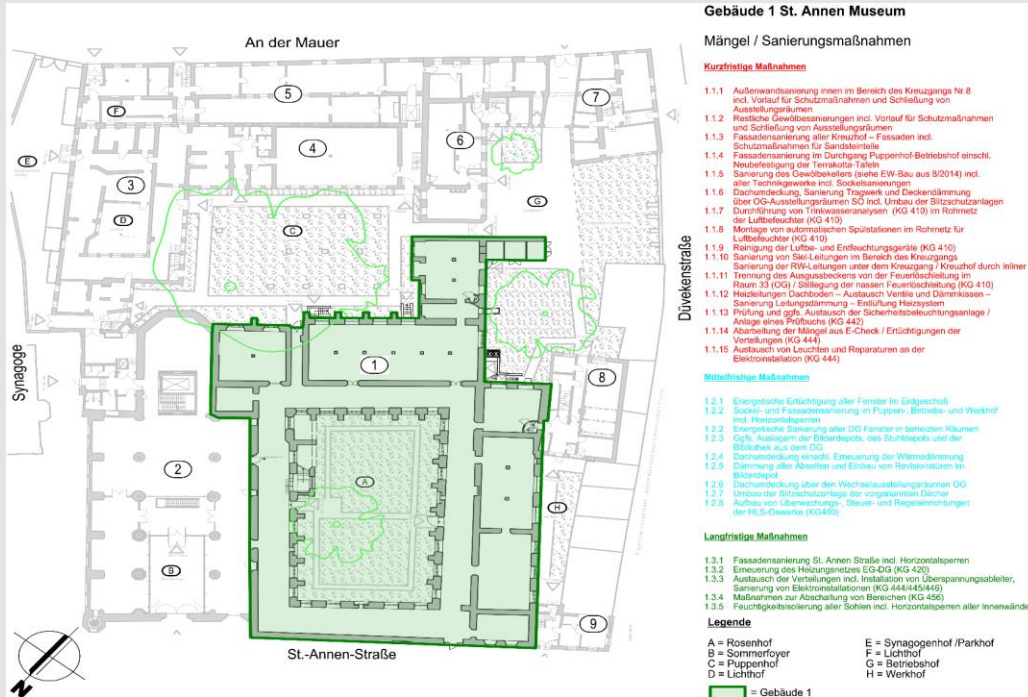 Gebäude 1 St. Annen Museum
Mängel / Sanierungsmaßnahmen
Kurzfristige Maßnahmen
1.1.1 Außenwandsanierung innen im Bereich des Kreuzgangs Nr.8
incl. Vorlauf für Schutzmaßnahmen und Schließung von
Ausstellungsräumen
1.1.2 Restliche Gewölbesanierungen incl. Vorlauf für Schutzmaßnahmen
und Schließung von Ausstellungsräumen
1.1.3 Fassadensanierung aller Kreuzhof – Fassaden incl.
Schutzmaßnahmen für Sandsteinteile
1.1.4 Fassadensanierung im Durchgang Puppenhof-Betriebshof einschl.
Neubefestigung der Terrakotta-Tafeln
1.1.5 Sanierung des Gewölbekellers (siehe EW-Bau aus 8/2014) incl.
aller Technikgewerke incl. Sockelsanierungen
1.1.6 Dachumdeckung, Sanierung Tragwerk und Deckendämmung
über OG-Ausstellungsräumen SO incl. Umbau der Blitzschutzanlagen
1.1.7 Durchführung von Trinkwasseranalysen (KG 410) im Rohrnetz
der Luftbefeuchter (KG 410)
1.1.8 Montage von automatischen Spülstationen im Rohrnetz für
Luftbefeuchter (KG 410)
1.1.9 Reinigung der Luftbe- und Entfeuchtungsgeräte (KG 410)
1.1.10 Sanierung von Siel-Leitungen im Bereich des Kreuzgangs
Sanierung der RW-Leitungen unter dem Kreuzgang / Kreuzhof durch Inliner
1.1.11 Trennung des Ausgussbeckens von der Feuerlöschleitung im
Raum 33 (OG) / Stilllegung der nassen Feuerlöschleitung (KG 410)
1.1.12 Heizleitungen Dachboden – Austausch Ventile und Dämmkissen –
Sanierung Leitungsdämmung – Entlüftung Heizsystem
1.1.13 Prüfung und ggfs. Austausch der Sicherheitsbeleuchtungsanlage /
Anlage eines Prüfbuchs (KG 442)
1.1.14 Abarbeitung der Mängel aus E-Check / Ertüchtigungen der
Verteilungen (KG 444)
1.1.15 Austausch von Leuchten und Reparaturen an der
Elektroinstallation (KG 444)
Mittelfristige Maßnahmen
1.2.1 Energetische Ertüchtigung aller Fenster im Erdgeschoß
1.2.2 Sockel- und Fassadensanierung im Puppen-, Betriebs- und Werkhof
incl. Horizontalsperren
1.2.2 Energetische Sanierung aller OG Fenster in beheizten Räumen
1.2.3 Ggfs. Auslagern der Bilderdepots, des Stuhldepots und der
Bibliothek aus dem DG
1.2.4 Dachumdeckung einschl. Erneuerung der Wärmedämmung
1.2.5 Dämmung aller Abseiten und Einbau von Revisionstüren im
Bilderdepot
1.2.6 Dachumdeckung über den Wechselausstellungsräumen OG
1.2.7 Umbau der Blitzschutzanlage der vorgenannten Dächer
1.2.8 Aufbau von Überwachungs-, Steuer- und Regeleinrichtungen
der HLS-Gewerke (KG480)
Langfristige Maßnahmen
1.3.1 Fassadensanierung St. Annen Straße incl. Horizontalsperren
1.3.2 Erneuerung des Heizungsnetzes EG-DG (KG 420)
1.3.3 Austausch der Verteilungen incl. Installation von Überspannungsableiter,
Sanierung von Elektroinstallationen (KG 444/445/446)
1.3.4 Maßnahmen zur Abschaltung von Bereichen (KG 456)
1.3.5 Feuchtigkeitsisolierung aller Sohlen incl. Horizontalsperren aller Innenwände
Legende
A = Rosenhof
B = Sommerfoyer
C = Puppenhof
D = Lichthof
E = Synagogenhof /Parkhof
F = Lichthof
G = Betriebshof
H = Werkhof
= Gebäude 1
An der Mauer
Düvekenstraße
Synagoge
St.-Annen-Straße
N
5
7
F
4
6
E
3
D
C
G
1
8
2
A
H
B
9